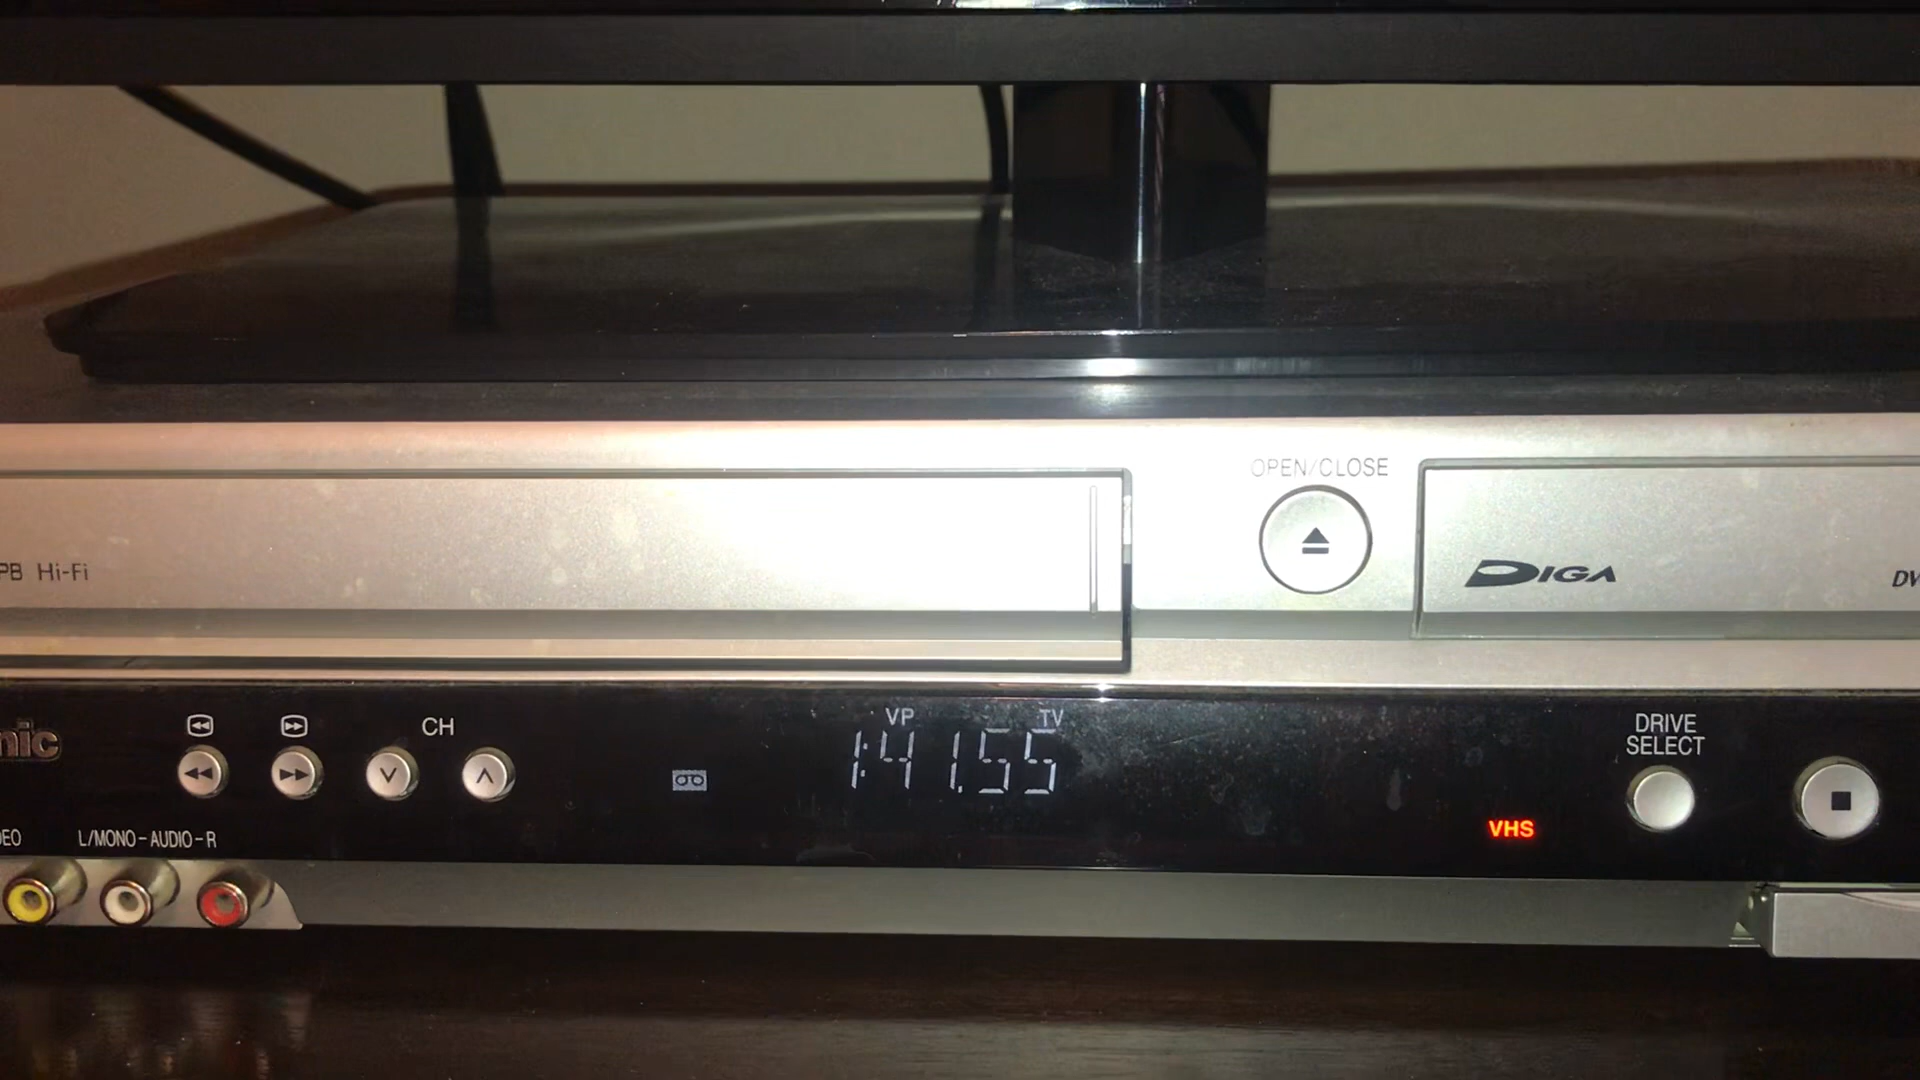 OPEN/CLOSE
PB Hi-Fi
DIGA
DV
nic
CH
VP TV
1:41.55
DRIVE
SELECT
VHS
DEO L/MONO-AUDIO-R